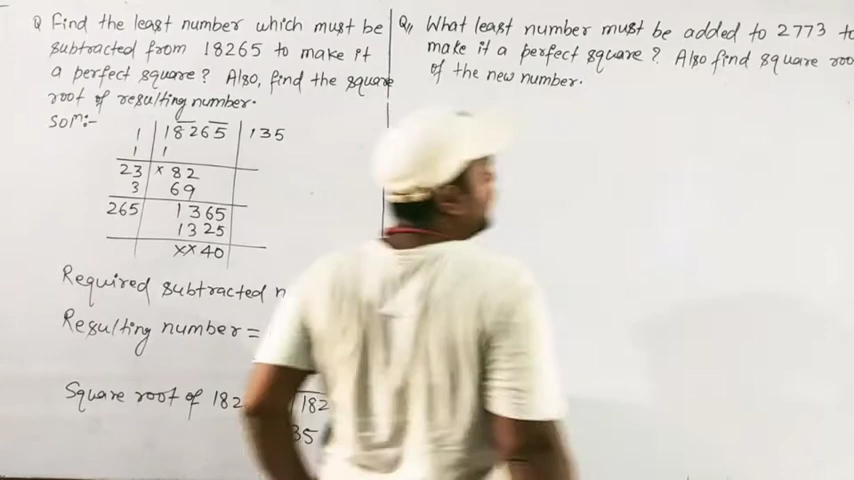 Q Find the least number which must be
subtracted from 18265 to make it
a perfect square? Also, find the square
root of resulting number.
Solⁿ:-
1 | 18265 | 135
1 | 1
23 | × 82
3 | 69
265 | 1365
1325
××40
Required subtracted
Resulting number =
Square root of 182 182
35
Q, What least number must be added to 2773 to
make it a perfect square? Also find square roo
of the new number.